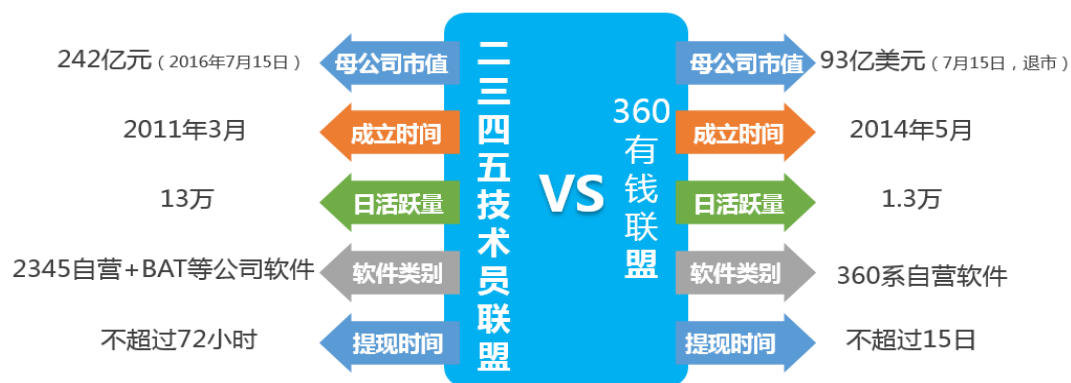 242亿元（2016年7月15日）
母公司市值
2011年3月
成立时间
13万
日活跃量
2345自营+BAT等公司软件
软件类别
不超过72小时
提现时间
二三四五技术员联盟
VS
360有钱联盟
母公司市值
93亿美元（7月15日，退市）
成立时间
2014年5月
日活跃量
1.3万
软件类别
360系自营软件
提现时间
不超过15日